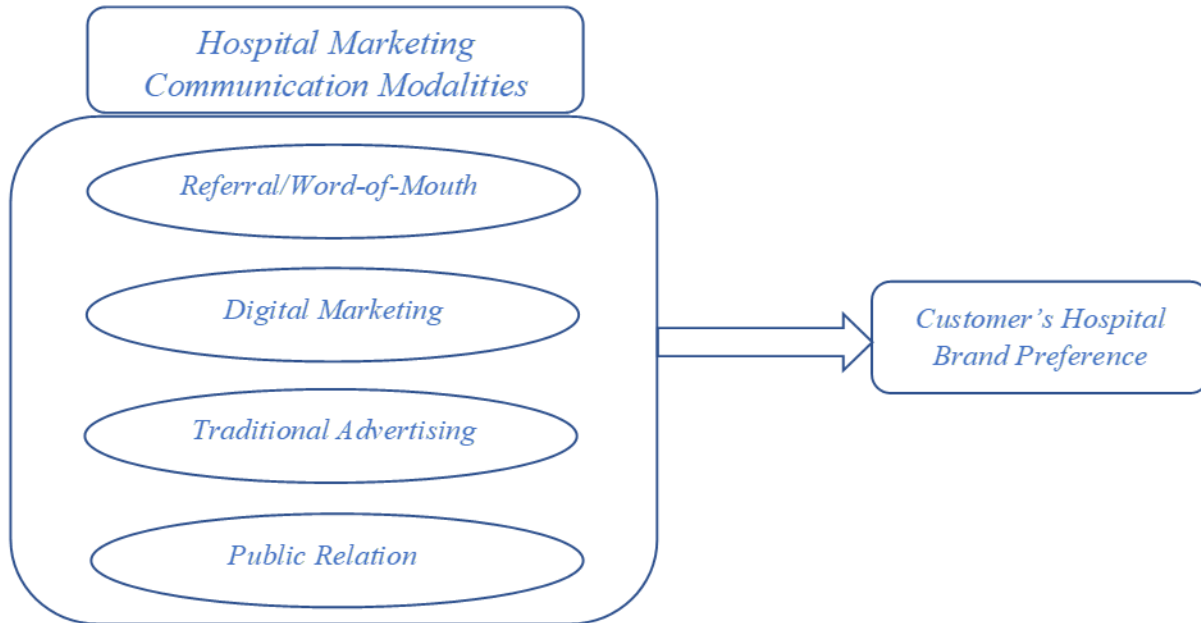 Hospital Marketing
Communication Modalities
Referral/Word-of-Mouth
Digital Marketing
Traditional Advertising
Public Relation
Customer’s Hospital
Brand Preference